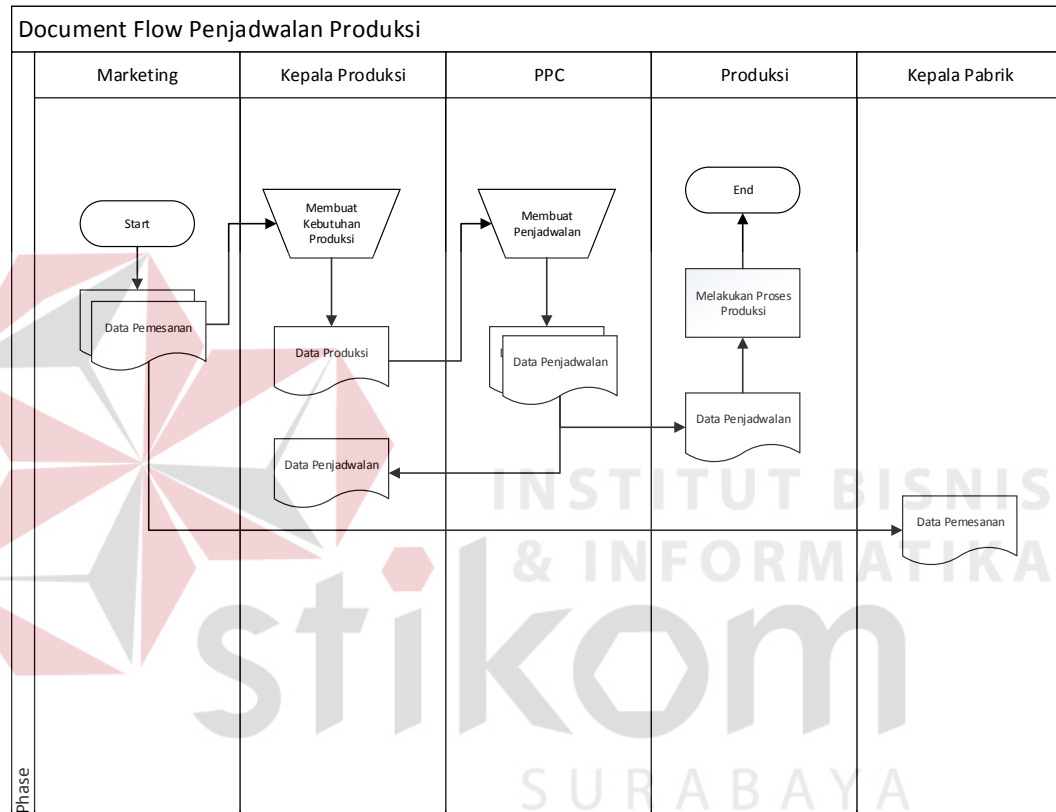 Document Flow Penjadwalan Produksi
Marketing
Kepala Produksi
PPC
Produksi
Kepala Pabrik
Start
Data Pemesanan
Membuat
Kebutuhan
Produksi
Data Produksi
Data Penjadwalan
Membuat
Penjadwalan
Data Penjadwalan
End
Melakukan Proses
Produksi
Data Penjadwalan
Data Pemesanan
Phase
INSTITUT BISNIS
& INFORMATIKA
stikom
SURABAYA